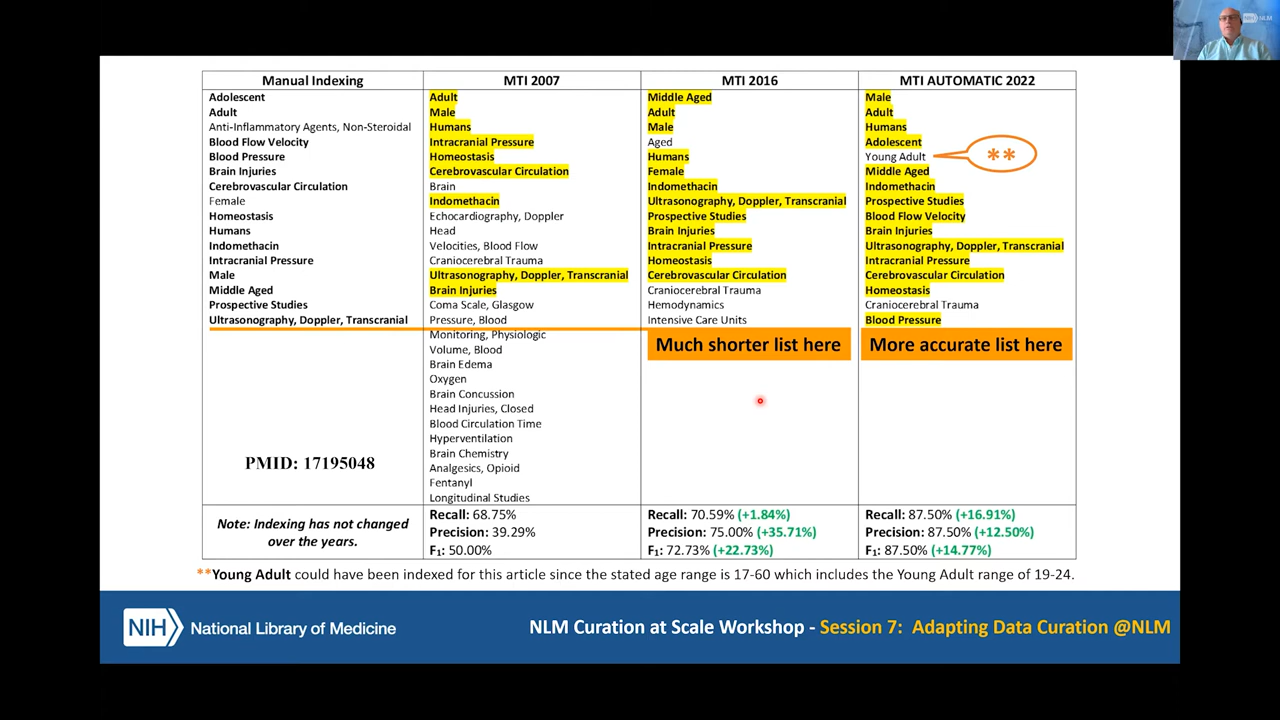 NIH NLM
Manual Indexing
Adolescent
Adult
Anti-Inflammatory Agents, Non-Steroidal
Blood Flow Velocity
Blood Pressure
Brain Injuries
Cerebrovascular Circulation
Female
Homeostasis
Humans
Indomethacin
Intracranial Pressure
Male
Middle Aged
Prospective Studies
Ultrasonography, Doppler, Transcranial
PMID: 17195048
Note: Indexing has not changed
over the years.
MTI 2007
Adult
Male
Humans
Intracranial Pressure
Homeostasis
Cerebrovascular Circulation
Brain
Indomethacin
Echocardiography, Doppler
Head
Velocities, Blood Flow
Craniocerebral Trauma
Ultrasonography, Doppler, Transcranial
Brain Injuries
Coma Scale, Glasgow
Pressure, Blood
Monitoring, Physiologic
Volume, Blood
Brain Edema
Oxygen
Brain Concussion
Head Injuries, Closed
Blood Circulation Time
Hyperventilation
Brain Chemistry
Analgesics, Opioid
Fentanyl
Longitudinal Studies
Recall: 68.75%
Precision: 39.29%
F1: 50.00%
MTI 2016
Middle Aged
Adult
Male
Aged
Humans
Female
Indomethacin
Ultrasonography, Doppler, Transcranial
Prospective Studies
Brain Injuries
Intracranial Pressure
Homeostasis
Cerebrovascular Circulation
Craniocerebral Trauma
Hemodynamics
Intensive Care Units
Much shorter list here
Recall: 70.59% (+1.84%)
Precision: 75.00% (+35.71%)
F1: 72.73% (+22.73%)
MTI AUTOMATIC 2022
Male
Adult
Humans
Adolescent
Young Adult
**
Middle Aged
Indomethacin
Prospective Studies
Blood Flow Velocity
Brain Injuries
Ultrasonography, Doppler, Transcranial
Intracranial Pressure
Cerebrovascular Circulation
Homeostasis
Craniocerebral Trauma
Blood Pressure
More accurate list here
Recall: 87.50% (+16.91%)
Precision: 87.50% (+12.50%)
F1: 87.50% (+14.77%)
**Young Adult could have been indexed for this article since the stated age range is 17-60 which includes the Young Adult range of 19-24.
NIH National Library of Medicine
NLM Curation at Scale Workshop - Session 7: Adapting Data Curation @NLM